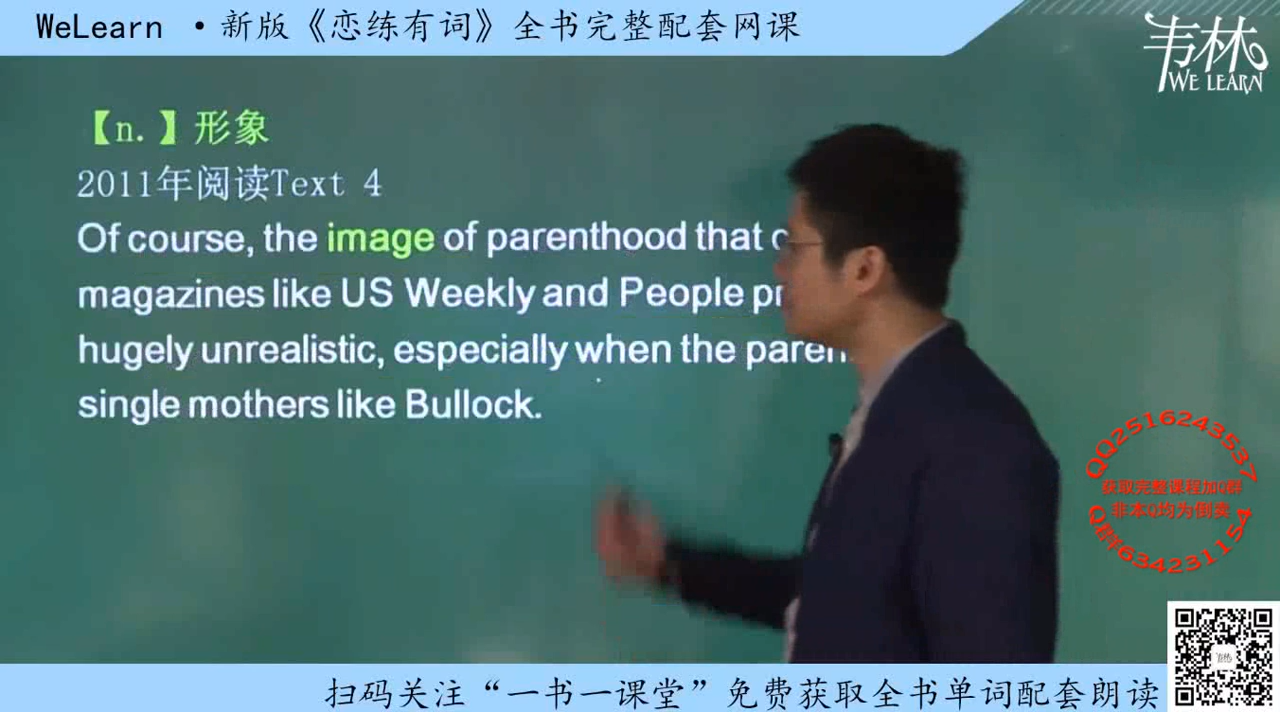 WeLearn ·新版《恋练有词》全书完整配套网课
韦林
WE LEARN
【n.】形象
2011年阅读Text 4
Of course, the image of parenthood that
magazines like US Weekly and People
hugely unrealistic, especially when the
single mothers like Bullock.
QQ2516243537
获取完整课程加Q群
非本Q均为倒卖
Q群634231154
扫码关注“一书一课堂”免费获取全书单词配套朗读